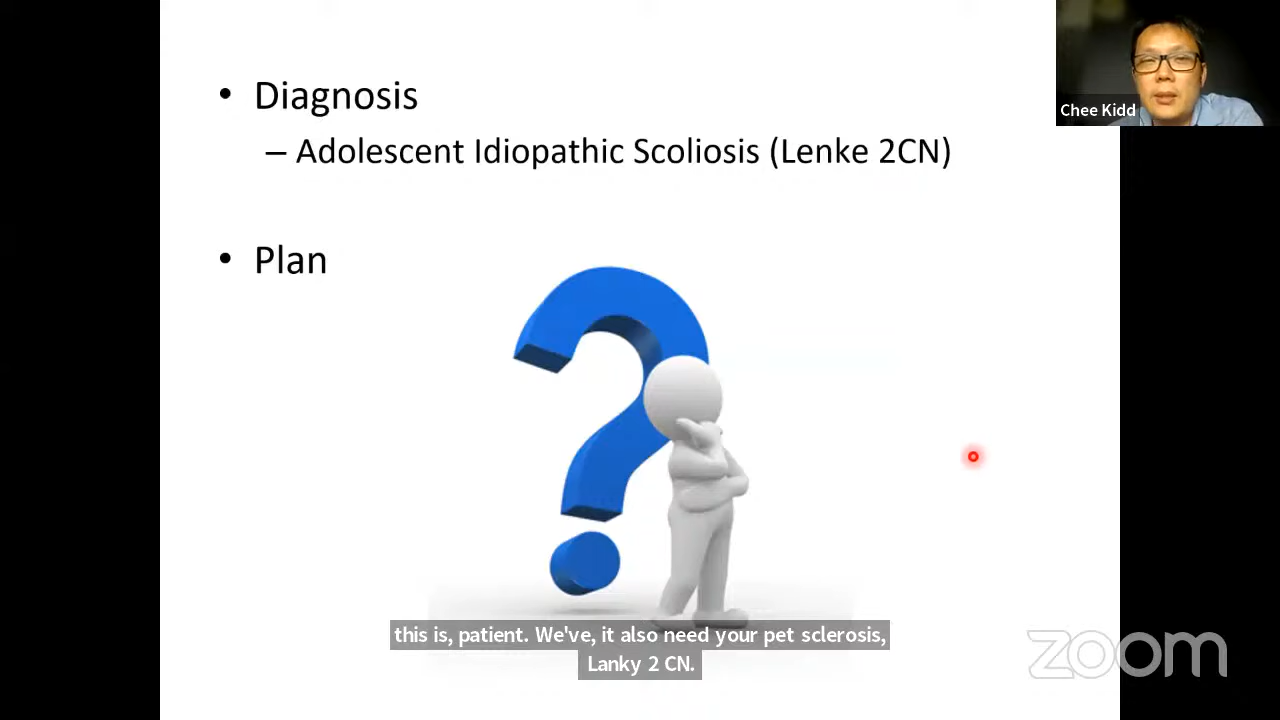 • Diagnosis
– Adolescent Idiopathic Scoliosis (Lenke 2CN)
• Plan
Chee Kidd
this is, patient. We've, it also need your pet sclerosis,
Lanky 2 CN.
zoom